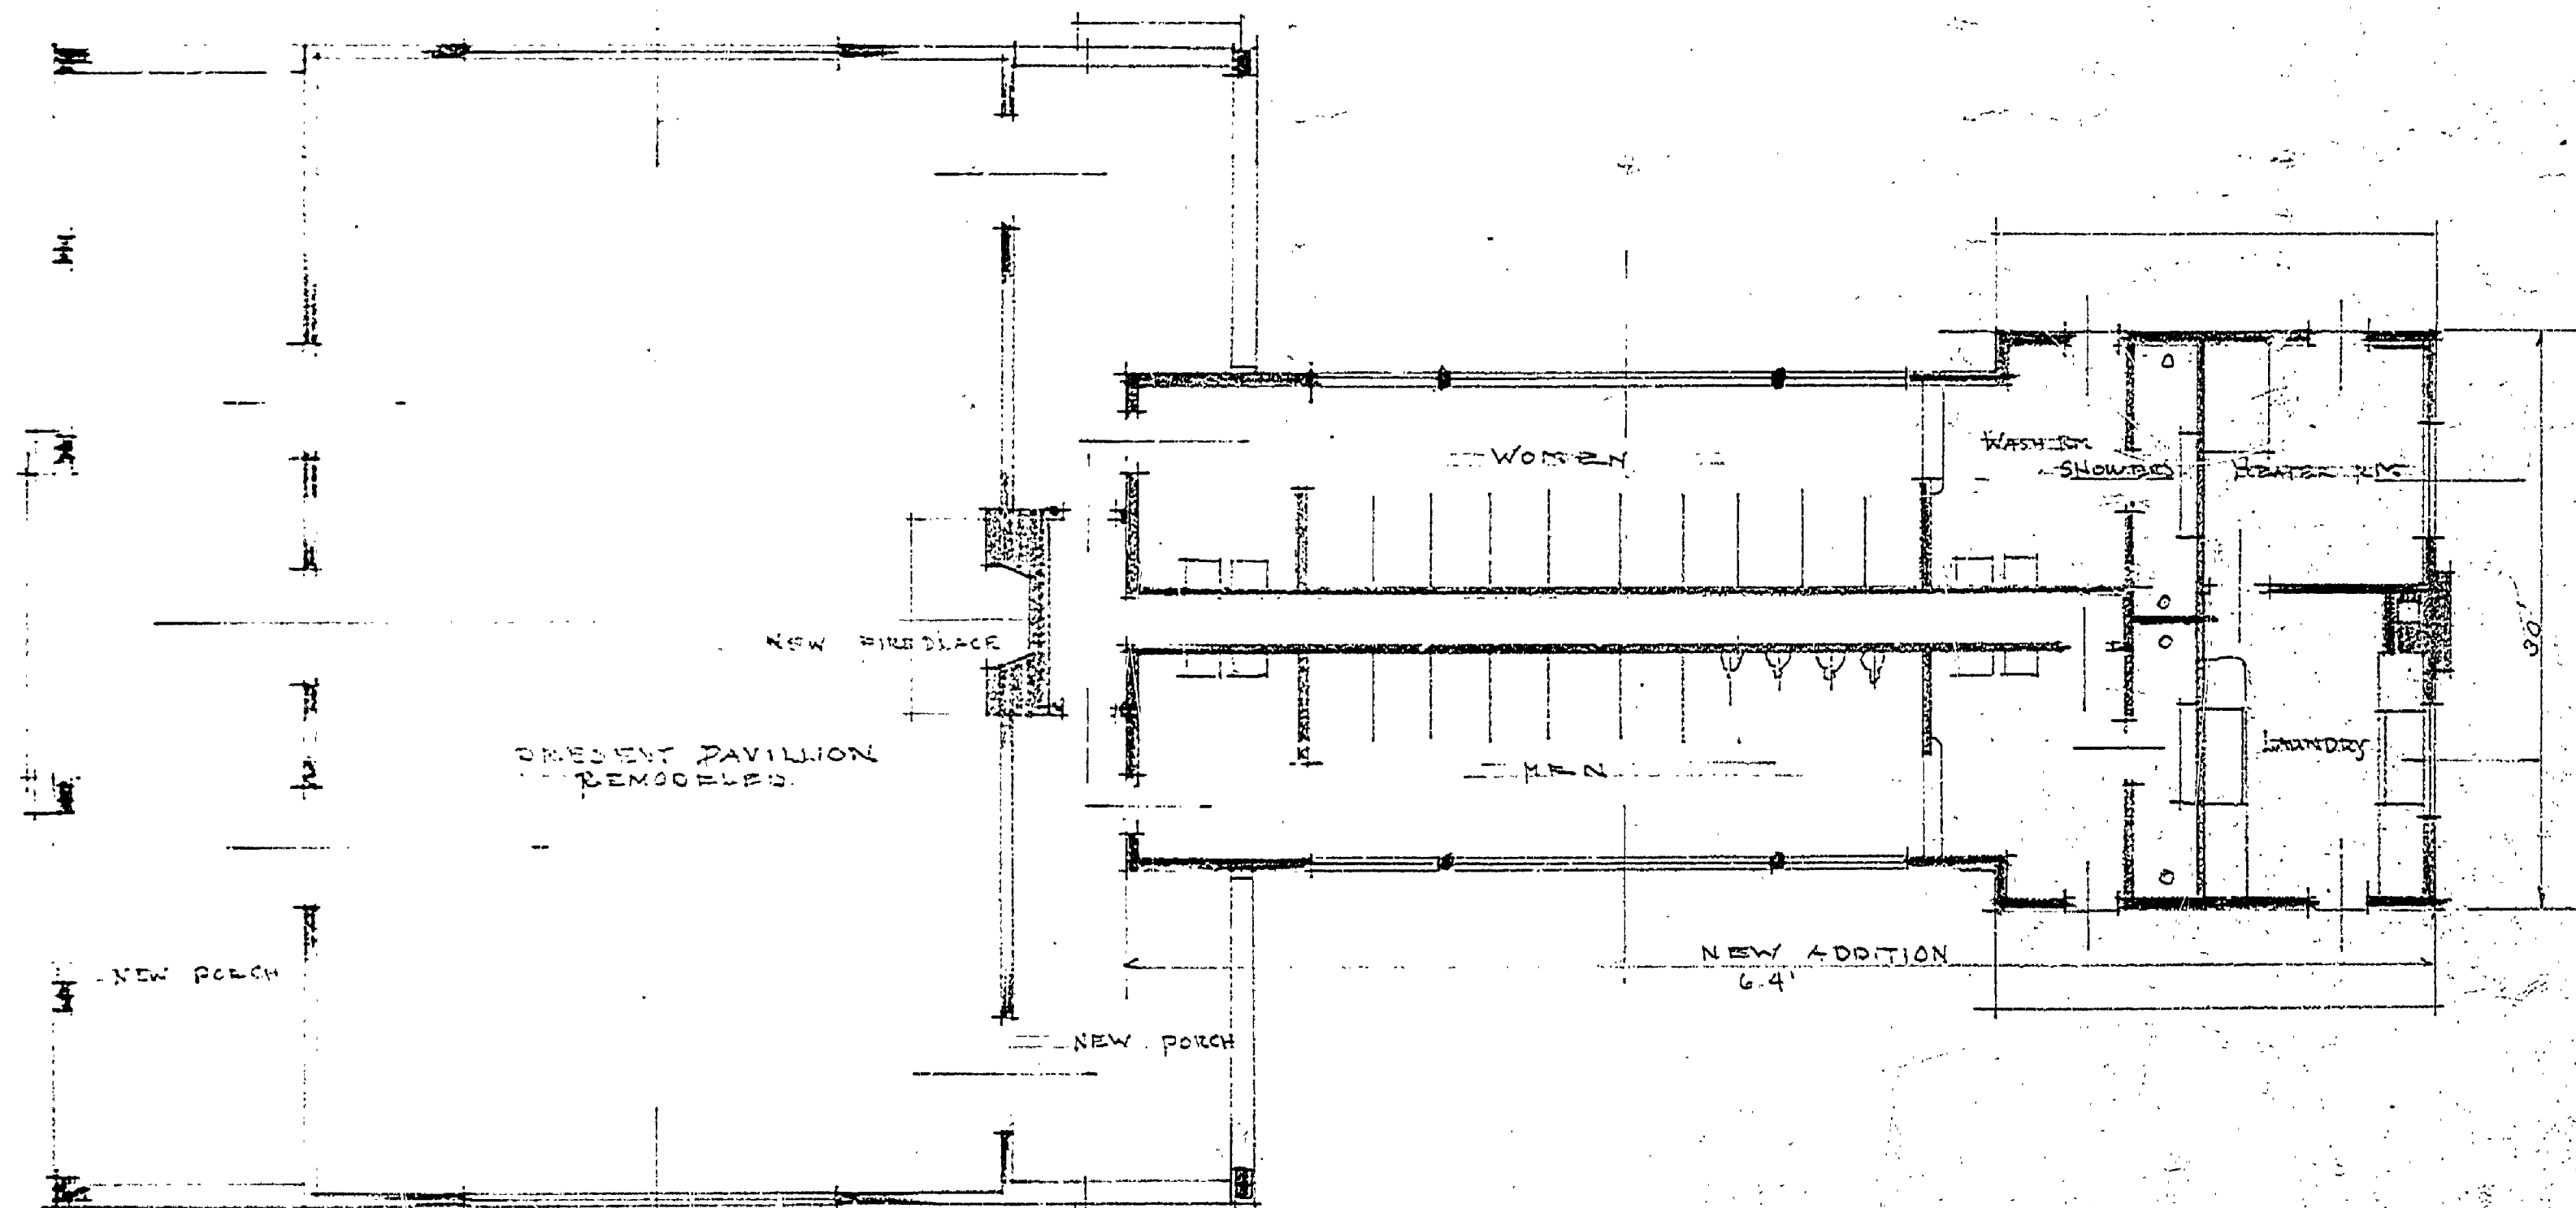 WOMEN
WASH RM
SHOWERS
HEATER RM
NEW FIREPLACE
PRESENT PAVILLION
REMODELED
MEN
LAUNDRY
30'
NEW PORCH
NEW ADDITION
64'
NEW PORCH